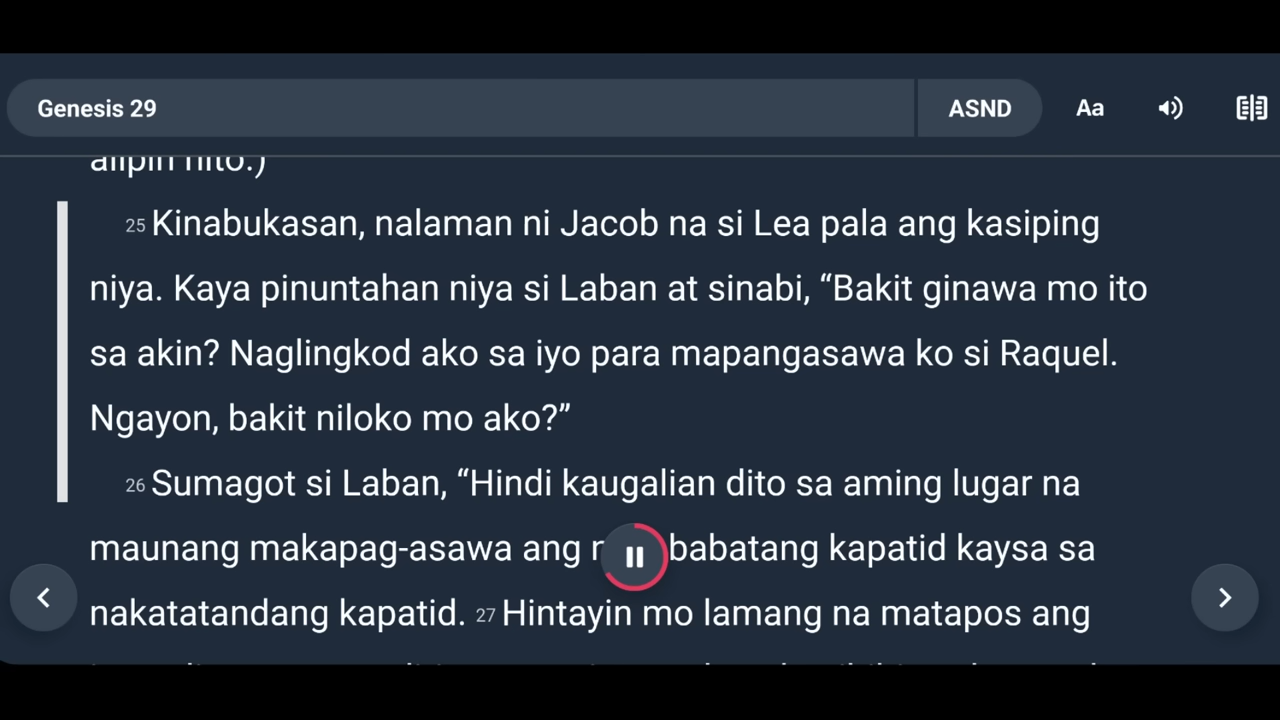 Genesis 29 ASND Aa
alipin nito.)
25 Kinabukasan, nalaman ni Jacob na si Lea pala ang kasiping
niya. Kaya pinuntahan niya si Laban at sinabi, “Bakit ginawa mo ito
sa akin? Naglingkod ako sa iyo para mapangasawa ko si Raquel.
Ngayon, bakit niloko mo ako?”
26 Sumagot si Laban, “Hindi kaugalian dito sa aming lugar na
maunang makapag-asawa ang babatang kapatid kaysa sa
nakatatandang kapatid. 27 Hintayin mo lamang na matapos ang